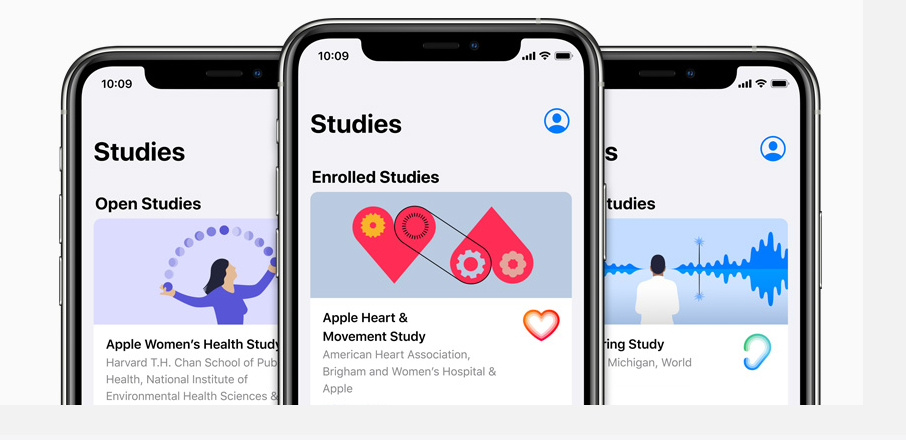 10:09
Studies
Open Studies
Apple Women's Health Study
Harvard T.H. Chan School of
Health, National Institute of
Environmental Health Sciences &
10:09
Studies
Enrolled Studies
Apple Heart &
Movement Study
American Heart Association,
Brigham and Women's Hospital &
Apple
s
tudies
ring Study
Michigan, World